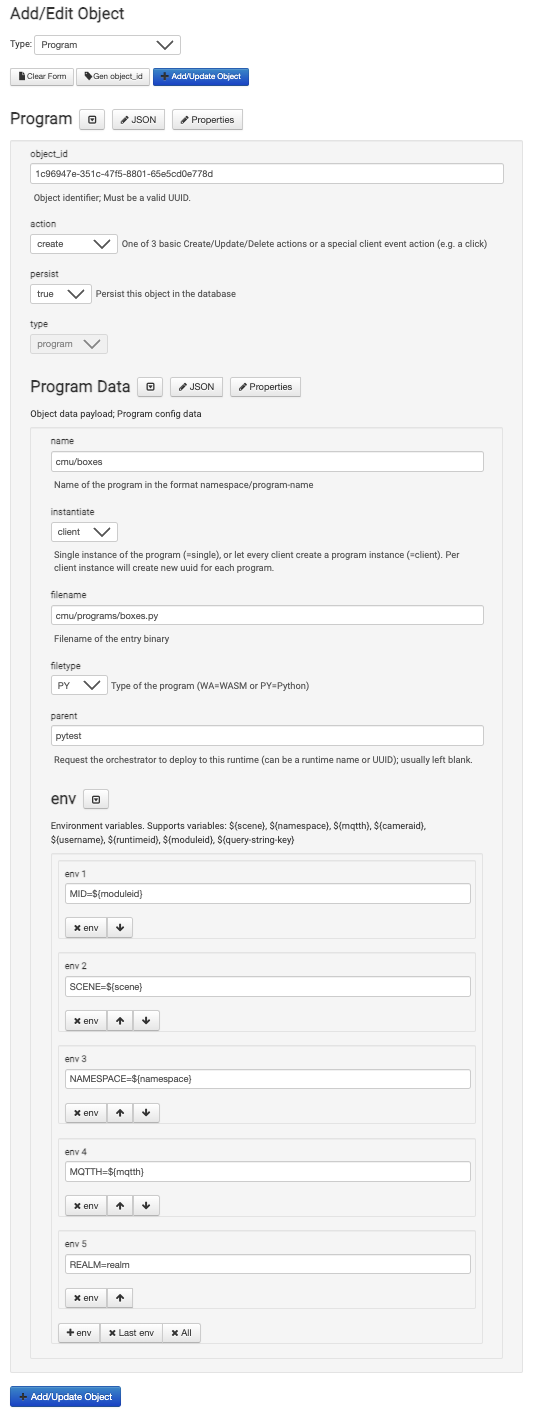 Add/Edit Object
Type: Program
Clear Form Gen object_id Add/Update Object
Program JSON Properties
object_id
1c96947e-351c-47f5-8801-65e5cd0e778d
Object identifier; Must be a valid UUID.
action
create One of 3 basic Create/Update/Delete actions or a special client event action (e.g. a click)
persist
true Persist this object in the database
type
program
Program Data JSON Properties
Object data payload; Program config data
name
cmu/boxes
Name of the program in the format namespace/program-name
instantiate
client
Single instance of the program (=single), or let every client create a program instance (=client). Per
client instance will create new uuid for each program.
filename
cmu/programs/boxes.py
Filename of the entry binary
filetype
PY Type of the program (WA=WASM or PY=Python)
parent
pytest
Request the orchestrator to deploy to this runtime (can be a runtime name or UUID); usually left blank.
env
Environment variables. Supports variables: ${scene}, ${namespace}, ${mqtth}, ${cameraid},
${username}, ${runtimeid}, ${moduleid}, ${query-string-key}
env 1
MID=${moduleid}
env
env 2
SCENE=${scene}
env
env 3
NAMESPACE=${namespace}
env
env 4
MQTTH=${mqtth}
env
env 5
REALM=realm
env
env Last env All
Add/Update Object